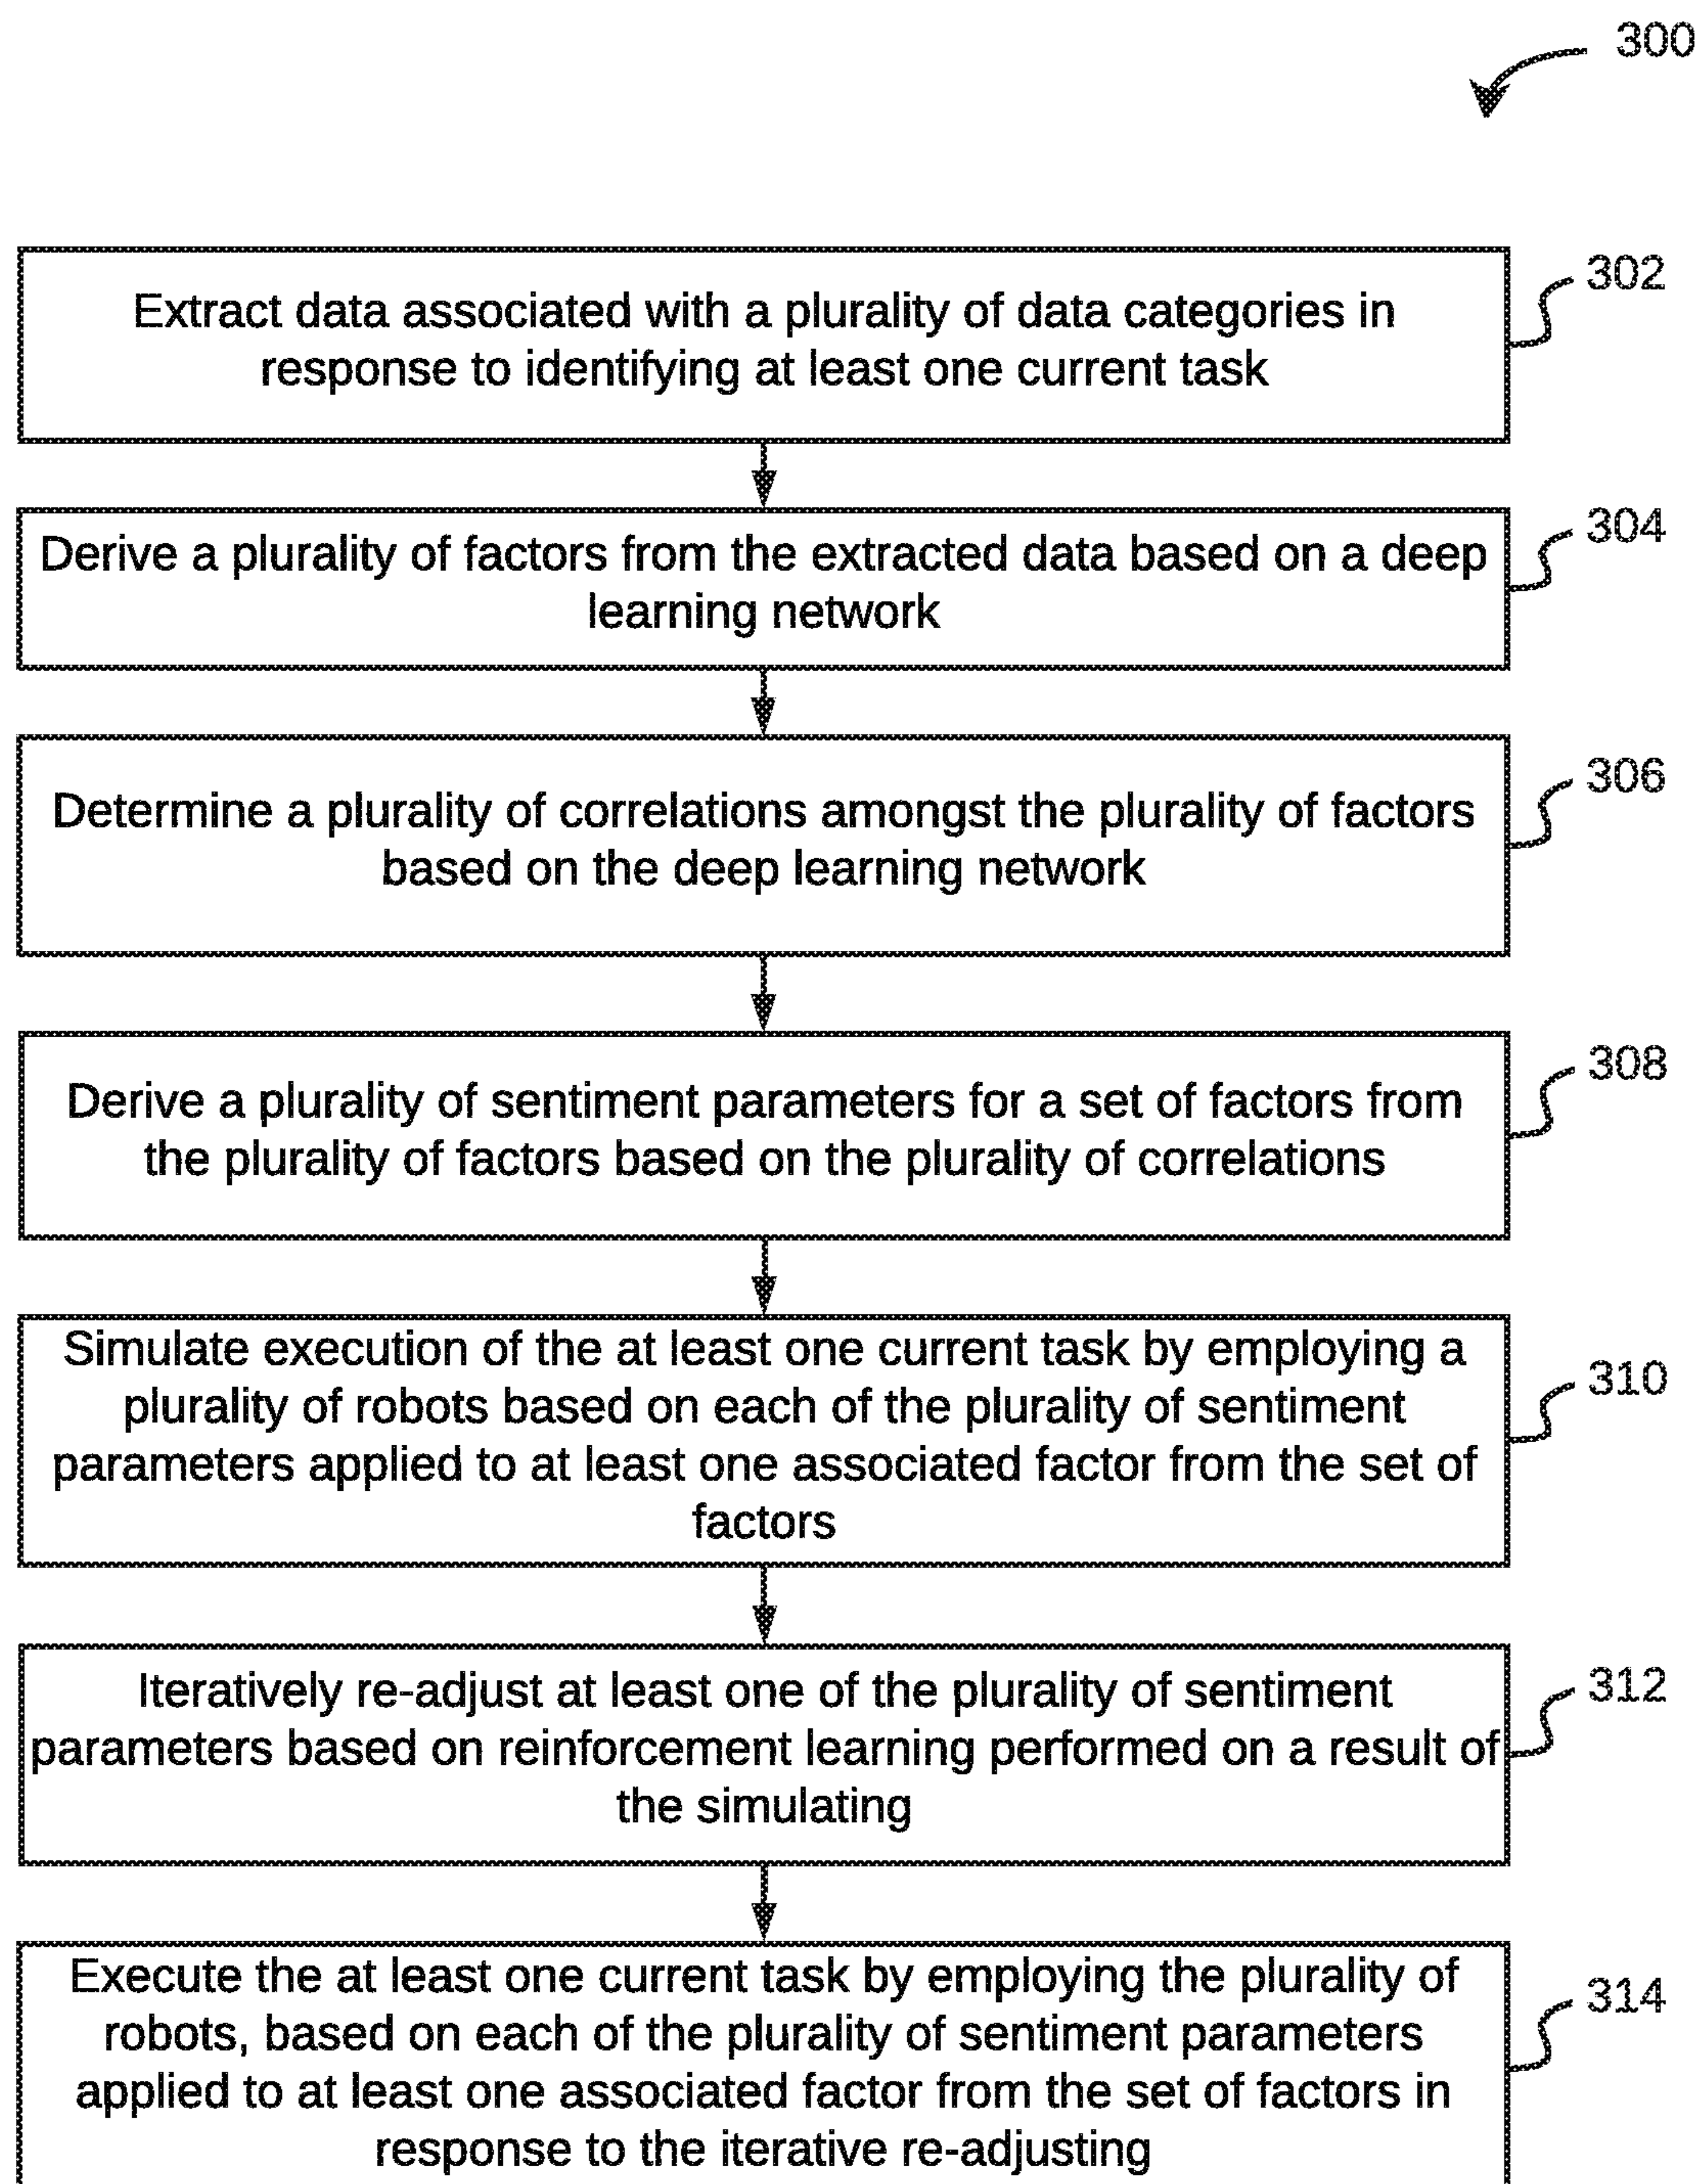 300
302
Extract data associated with a plurality of data categories in
response to identifying at least one current task
304
Derive a plurality of factors from the extracted data based on a deep
learning network
306
Determine a plurality of correlations amongst the plurality of factors
based on the deep learning network
308
Derive a plurality of sentiment parameters for a set of factors from
the plurality of factors based on the plurality of correlations
310
Simulate execution of the at least one current task by employing a
plurality of robots based on each of the plurality of sentiment
parameters applied to at least one associated factor from the set of
factors
312
Iteratively re-adjust at least one of the plurality of sentiment
parameters based on reinforcement learning performed on a result of
the simulating
314
Execute the at least one current task by employing the plurality of
robots, based on each of the plurality of sentiment parameters
applied to at least one associated factor from the set of factors in
response to the iterative re-adjusting